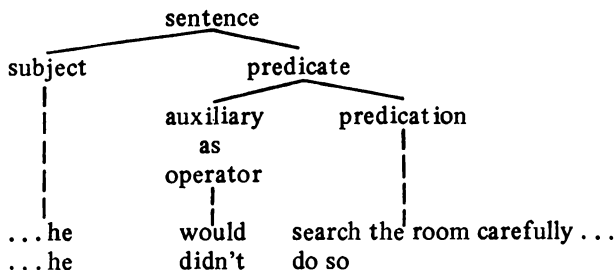 sentence
subject predicate
auxiliary predication
as
operator
...he would search the room carefully ...
...he didn't do so